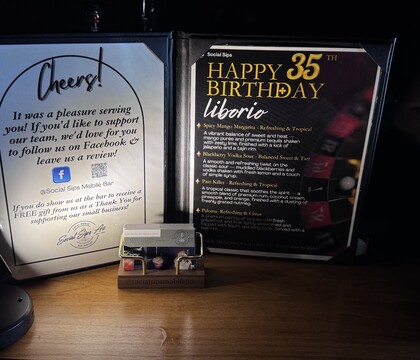 Cheers!
It was a pleasure serving
you! If you'd like to support
our team, we'd love for you
to follow us on Facebook &
leave us a review!
@Social Sips Mobile Bar
If you do show us at the bar to receive a
FREE gift from us as a Thank You for
supporting our small business!
Social Sips
Social Sips
HAPPY 35TH
BIRTHDAY
liborio
Spicy Mango Margarita - Refreshing & Tropical
A vibrant balance of sweet and heat —
mango puree and premium tequila shaken
with zesty lime, finished with a kick of
jalapeño and a tajin rim.
Blackberry Vodka Sour - Balanced Sweet & Tart
A smooth and refreshing twist on the
classic sour — muddled blackberries and
vodka shaken with fresh lemon and a touch
of simple syrup.
Pain Killer - Refreshing & Tropical
A tropical classic that soothes the spirit — a
smooth blend of premium rum, coconut cream,
pineapple, and orange, finished with a dusting of
freshly grated nutmeg.
Paloma- Refreshing & Citrus